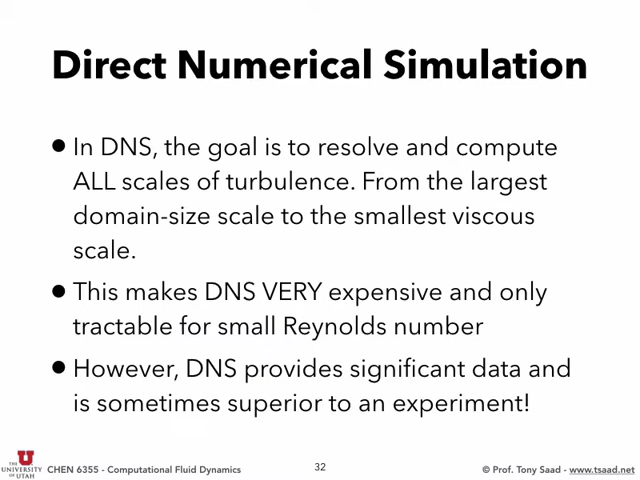 Direct Numerical Simulation
• In DNS, the goal is to resolve and compute
ALL scales of turbulence. From the largest
domain-size scale to the smallest viscous
scale.
• This makes DNS VERY expensive and only
tractable for small Reynolds number
• However, DNS provides significant data and
is sometimes superior to an experiment!
THE
UNIVERSITY
OF UTAH
CHEN 6355 - Computational Fluid Dynamics
32
© Prof. Tony Saad - www.tsaad.net